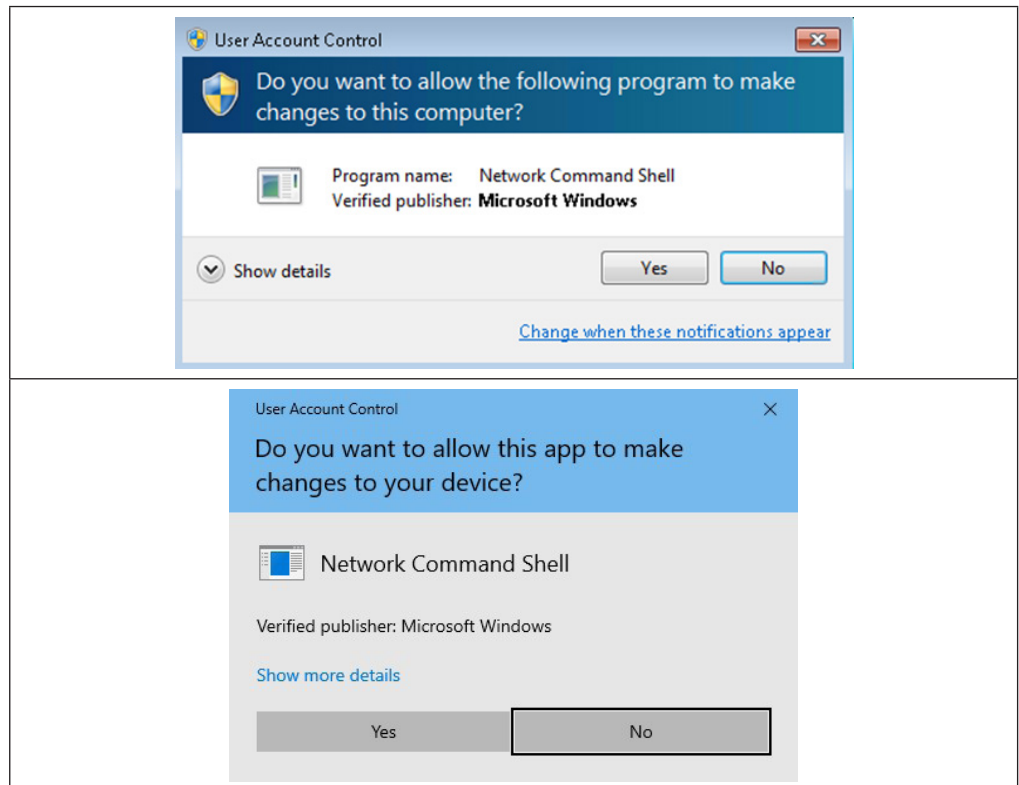 User Account Control
Do you want to allow the following program to make
changes to this computer?
Program name: Network Command Shell
Verified publisher: Microsoft Windows
Show details
Yes No
Change when these notifications appear
User Account Control
Do you want to allow this app to make
changes to your device?
Network Command Shell
Verified publisher: Microsoft Windows
Show more details
Yes No